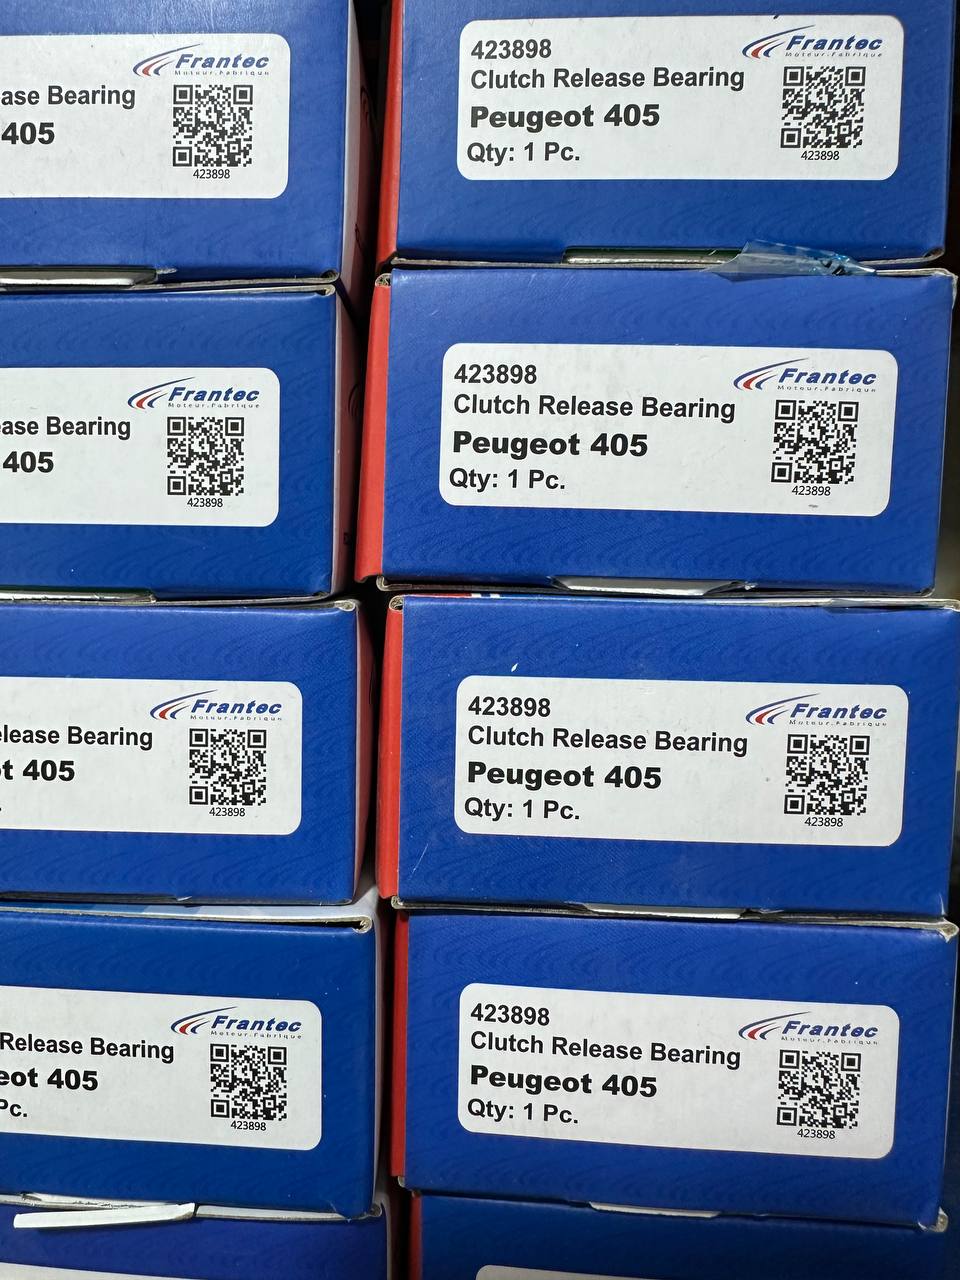 Frantec
Moteur.Fabrique
ase Bearing
405
423898
423898
Frantec
Moteur.Fabrique
Clutch Release Bearing
Peugeot 405
Qty: 1 Pc.
423898
Frantec
Moteur.Fabrique
ase Bearing
405
423898
423898
Frantec
Moteur.Fabrique
Clutch Release Bearing
Peugeot 405
Qty: 1 Pc.
423898
Frantec
Moteur.Fabrique
elease Bearing
t 405
423898
423898
Frantec
Moteur.Fabrique
Clutch Release Bearing
Peugeot 405
Qty: 1 Pc.
423898
Frantec
Moteur.Fabrique
Release Bearing
eot 405
Pc.
423898
423898
Frantec
Moteur.Fabrique
Clutch Release Bearing
Peugeot 405
Qty: 1 Pc.
423898